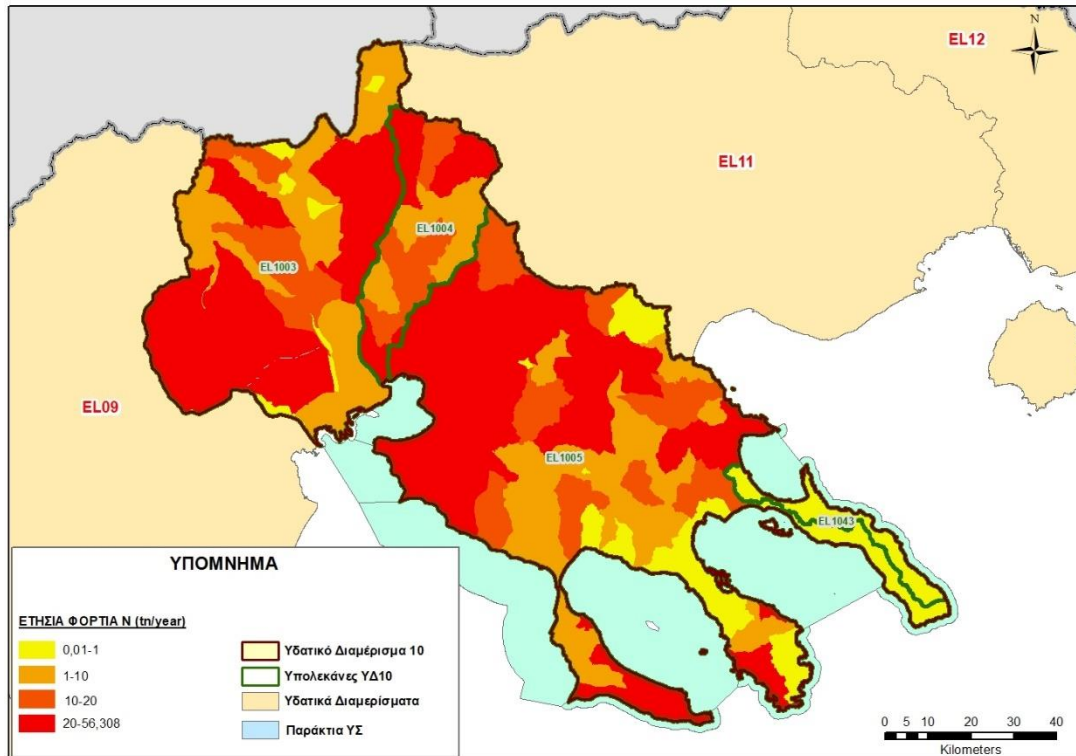 N
EL12
EL11
EL1004
EL1003
EL09
EL1005
EL1043
ΥΠΟΜΝΗΜΑ
ΕΤΗΣΙΑ ΦΟΡΤΙΑ Ν (tn/year)
0,01-1
1-10
10-20
20-56,308
Υδατικό Διαμέρισμα 10
Υπολεκάνες ΥΔ10
Υδατικά Διαμερίσματα
Παράκτια ΥΣ
0 5 10 20 30 40
Kilometers